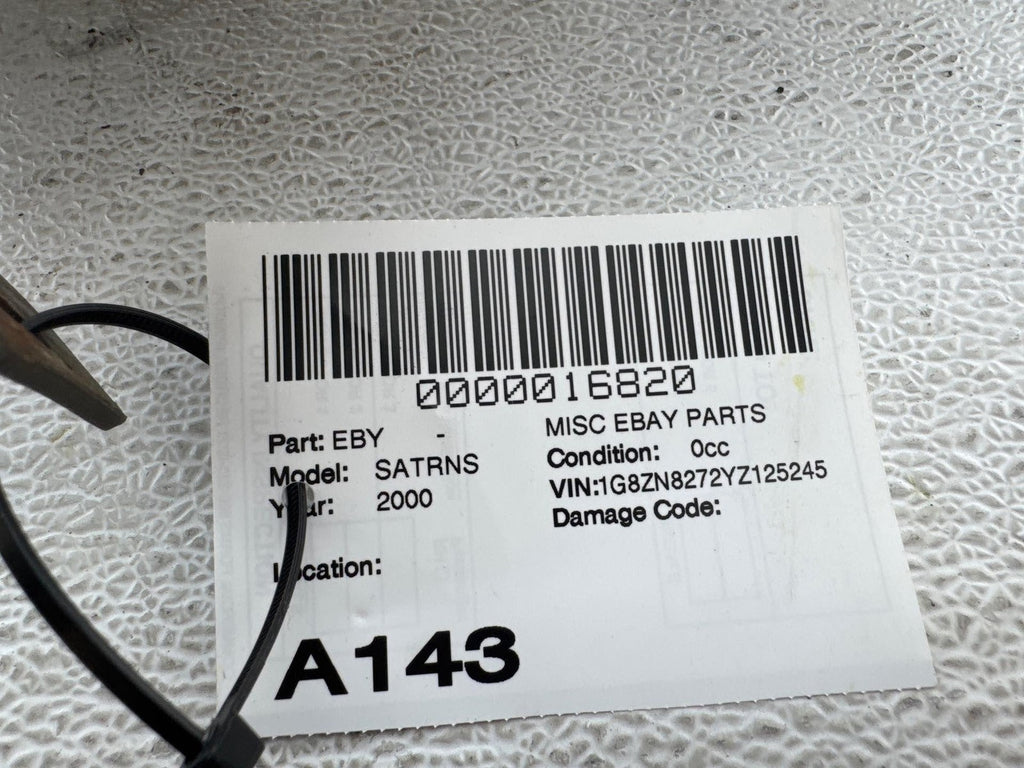 0000016820
Part: EBY - MISC EBAY PARTS
Model: SATRNS Condition: 0cc
Year: 2000 VIN:1G8ZN8272YZ125245
Damage Code:
Location:
A143